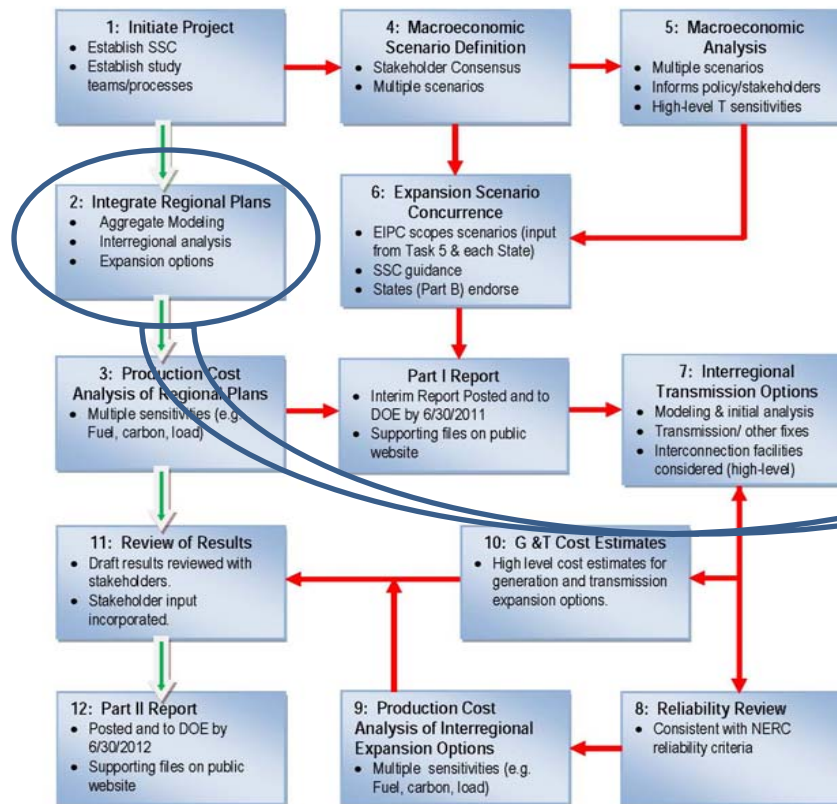 1: Initiate Project
• Establish SSC
• Establish study
teams/processes
4: Macroeconomic
Scenario Definition
• Stakeholder Consensus
• Multiple scenarios
5: Macroeconomic
Analysis
• Multiple scenarios
• Informs policy/stakeholders
• High-level T sensitivities
2: Integrate Regional Plans
• Aggregate Modeling
• Interregional analysis
• Expansion options
6: Expansion Scenario
Concurrence
• EIPC scopes scenarios (input
from Task 5 & each State)
• SSC guidance
• States (Part B) endorse
3: Production Cost
Analysis of Regional Plans
• Multiple sensitivities (e.g.
Fuel, carbon, load)
Part I Report
• Interim Report Posted and to
DOE by 6/30/2011
• Supporting files on public
website
7: Interregional
Transmission Options
• Modeling & initial analysis
• Transmission/ other fixes
• Interconnection facilities
considered (high-level)
11: Review of Results
• Draft results reviewed with
stakeholders.
• Stakeholder input
incorporated.
10: G &T Cost Estimates
• High level cost estimates for
generation and transmission
expansion options.
12: Part II Report
• Posted and to DOE by
6/30/2012
• Supporting files on public
website
9: Production Cost
Analysis of Interregional
Expansion Options
• Multiple sensitivities (e.g.
Fuel, carbon, load)
8: Reliability Review
• Consistent with NERC
reliability criteria